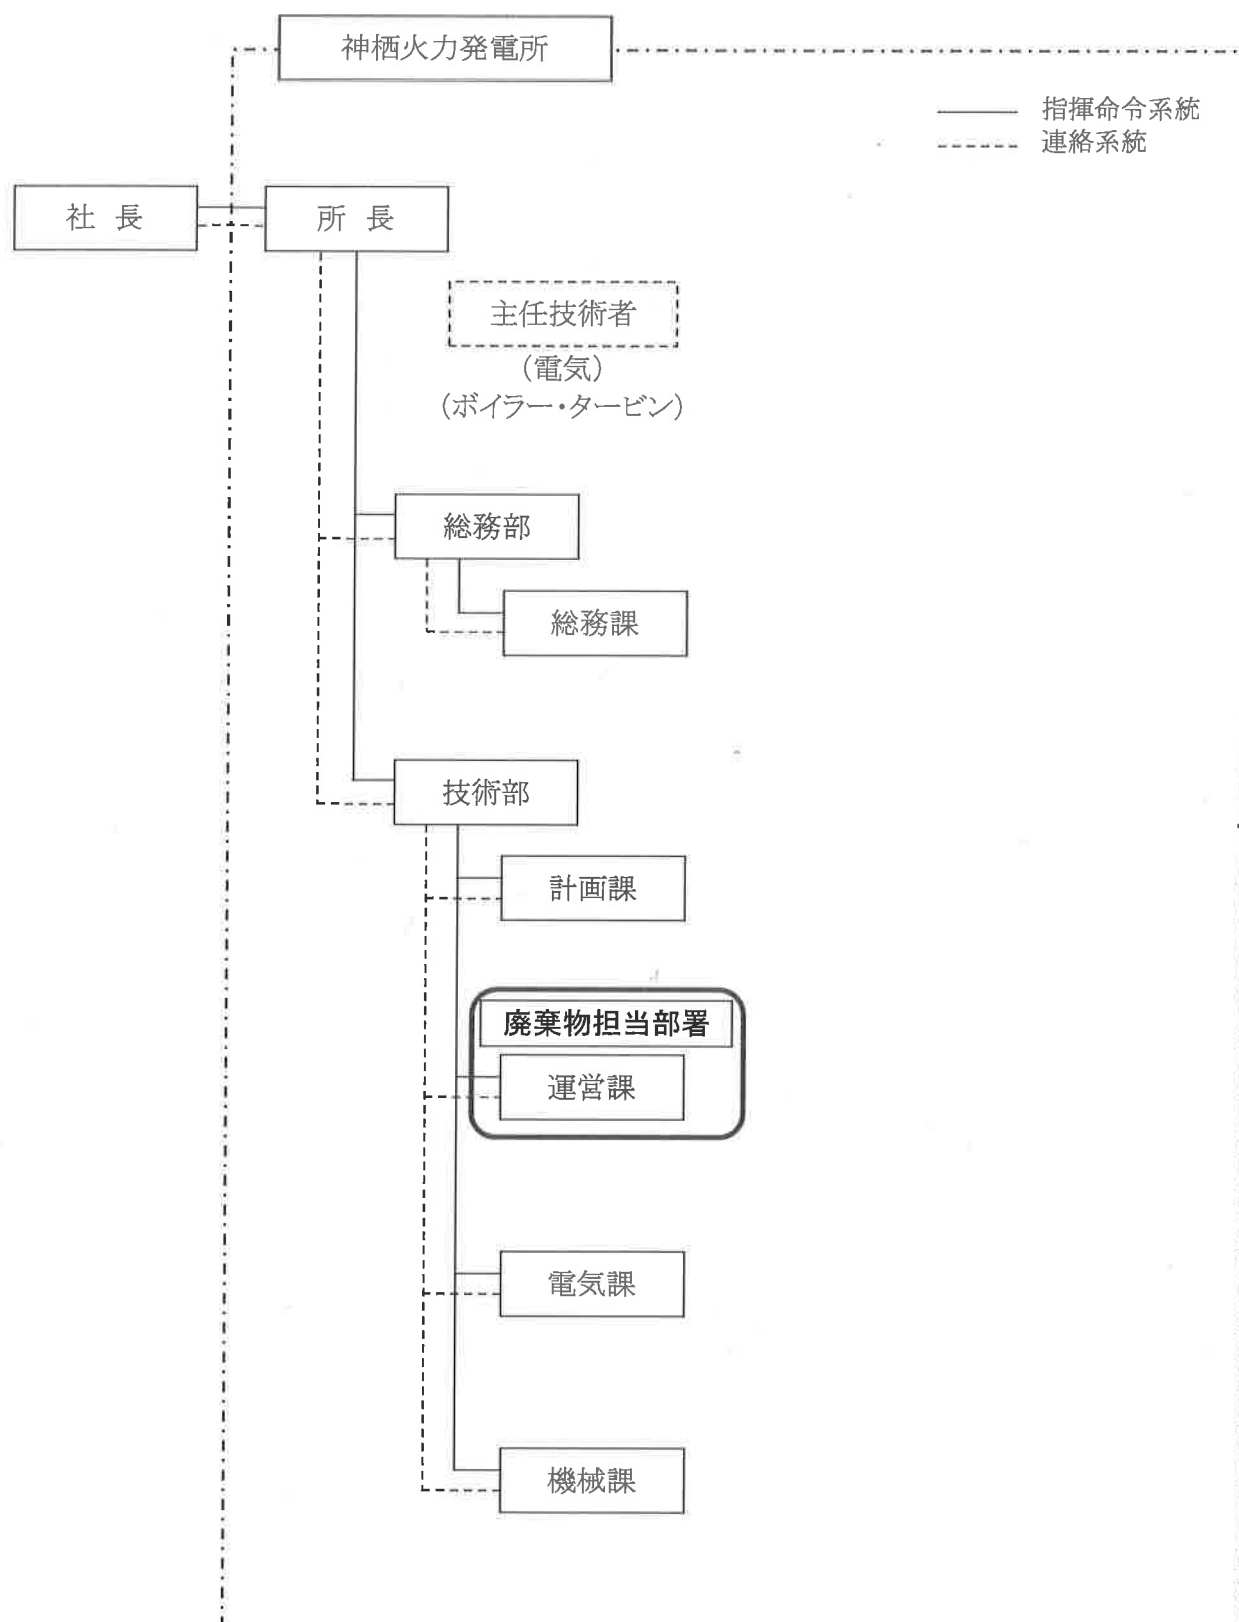 神栖火力発電所
指揮命令系統
連絡系統
社 長
所 長
主任技術者
(電気)
(ボイラー・タービン)
総務部
総務課
技術部
計画課
廃棄物担当部署
運営課
電気課
機械課